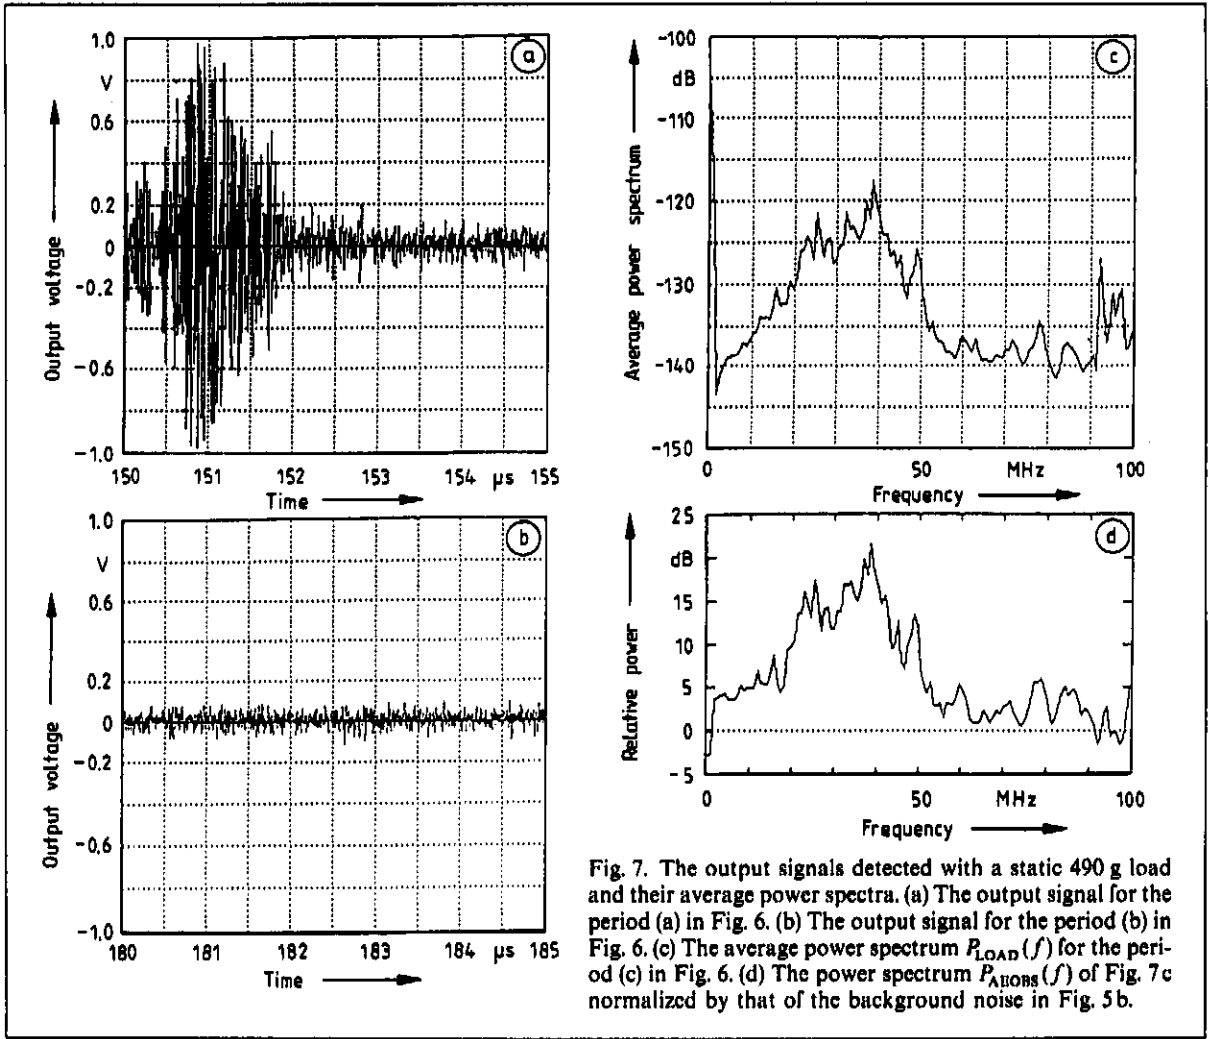 a
1.0
V
0.6
0.2
0
-0.2
-0.6
-1.0
Output voltage
150 151 152 153 154 µs 155
Time
b
1.0
V
0.6
0.2
0
-0.2
-0.6
-1.0
Output voltage
180 181 182 183 184 µs 185
Time
c
-100
dB
-110
-120
-130
-140
-150
Average power spectrum
0 50 MHz 100
Frequency
d
25
dB
15
10
5
0
-5
Relative power
0 50 MHz 100
Frequency
Fig. 7. The output signals detected with a static 490 g load
and their average power spectra. (a) The output signal for the
period (a) in Fig. 6. (b) The output signal for the period (b) in
Fig. 6. (c) The average power spectrum P_LOAD(f) for the peri-
od (c) in Fig. 6. (d) The power spectrum (f) of Fig. 7c
normalized by that of the background noise in Fig. 5b.